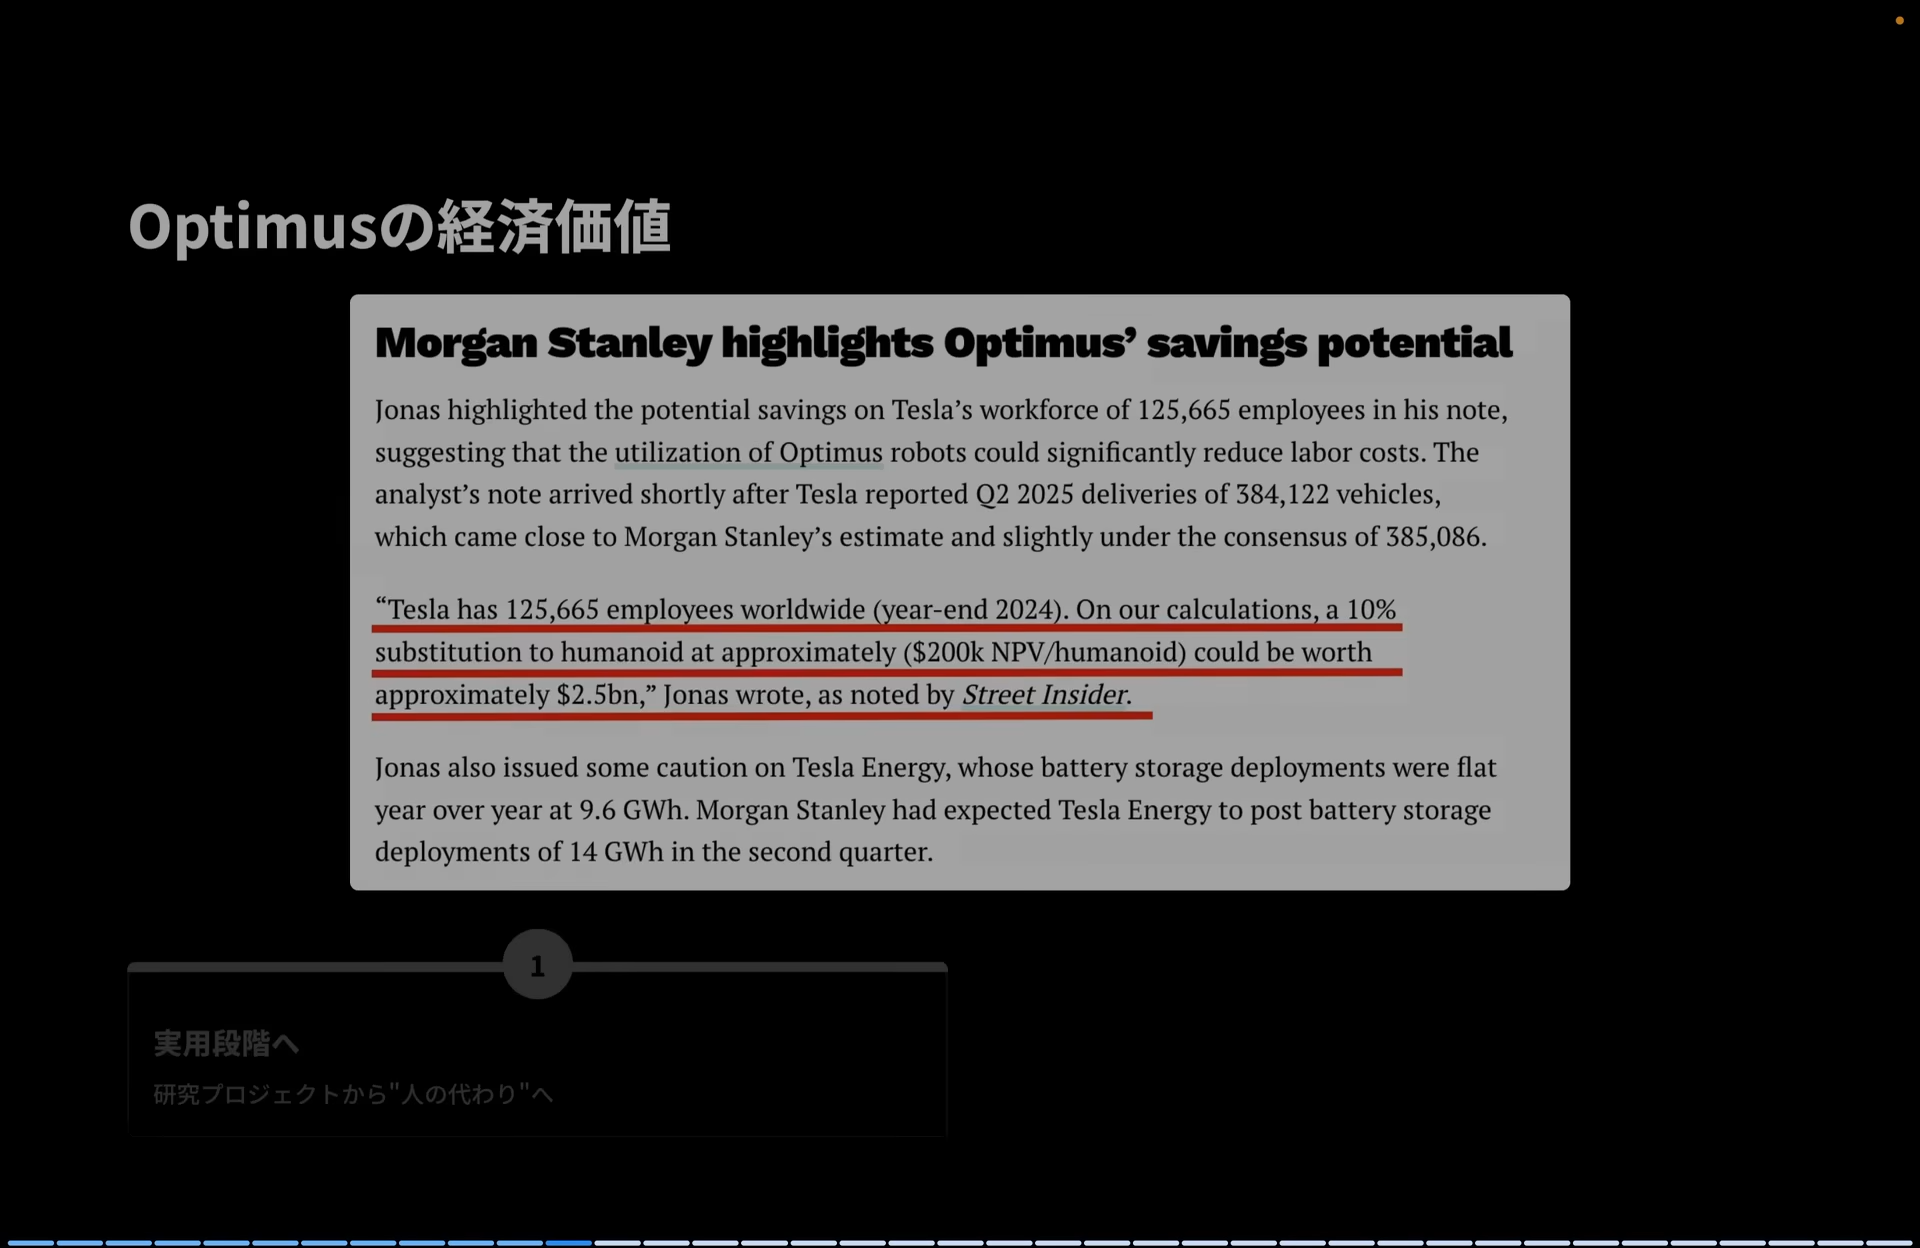 Optimusの経済価値
Morgan Stanley highlights Optimus’ savings potential
Jonas highlighted the potential savings on Tesla’s workforce of 125,665 employees in his note,
suggesting that the utilization of Optimus robots could significantly reduce labor costs. The
analyst’s note arrived shortly after Tesla reported Q2 2025 deliveries of 384,122 vehicles,
which came close to Morgan Stanley’s estimate and slightly under the consensus of 385,086.
“Tesla has 125,665 employees worldwide (year-end 2024). On our calculations, a 10%
substitution to humanoid at approximately ($200k NPV/humanoid) could be worth
approximately $2.5bn,” Jonas wrote, as noted by Street Insider.
Jonas also issued some caution on Tesla Energy, whose battery storage deployments were flat
year over year at 9.6 GWh. Morgan Stanley had expected Tesla Energy to post battery storage
deployments of 14 GWh in the second quarter.
1
実用段階へ
研究プロジェクトから"人の代わり"へ